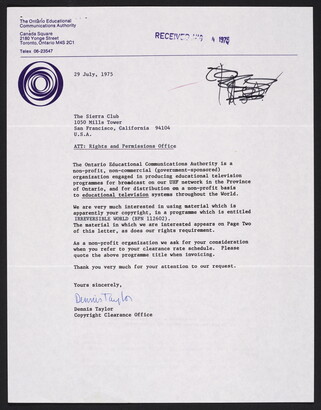 The Ontario Educational
Communications Authority
Canada Square
2180 Yonge Street
Toronto, Ontario M4S 2C1
Telex 06-23547
RECEIVED AUG 4 1975
29 July, 1975
The Sierra Club
1050 Mills Tower
San Francisco, California 94104
U.S.A.
ATT: Rights and Permissions Office
The Ontario Educational Communications Authority is a
non-profit, non-commercial (government-sponsored)
organization engaged in producing educational television
programmes for broadcast on our UHF network in the Province
of Ontario, and for distribution on a non-profit basis
to educational television systems throughout the World.
We are very much interested in using material which is
apparently your copyright, in a programme which is entitled
IRREVERSIBLE WORLD (BPN 112602).
The material in which we are interested appears on Page Two
of this letter, as does our rights requirement.
As a non-profit organisation we ask for your consideration
when you refer to your clearance rate schedule. Please
quote the above programme title when invoicing.
Thank you very much for your attention to our request.
Yours sincerely,
Dennis Taylor
Dennis Taylor
Copyright Clearance Office